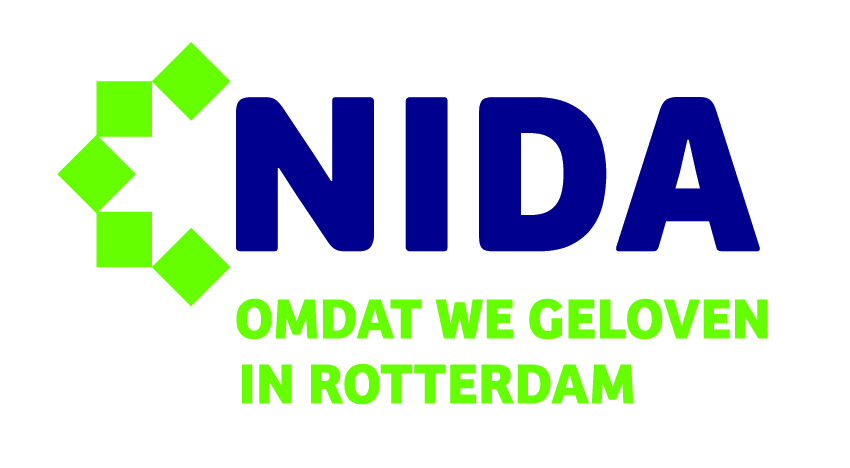 NIDA
OMDAT WE GELOVEN
IN ROTTERDAM